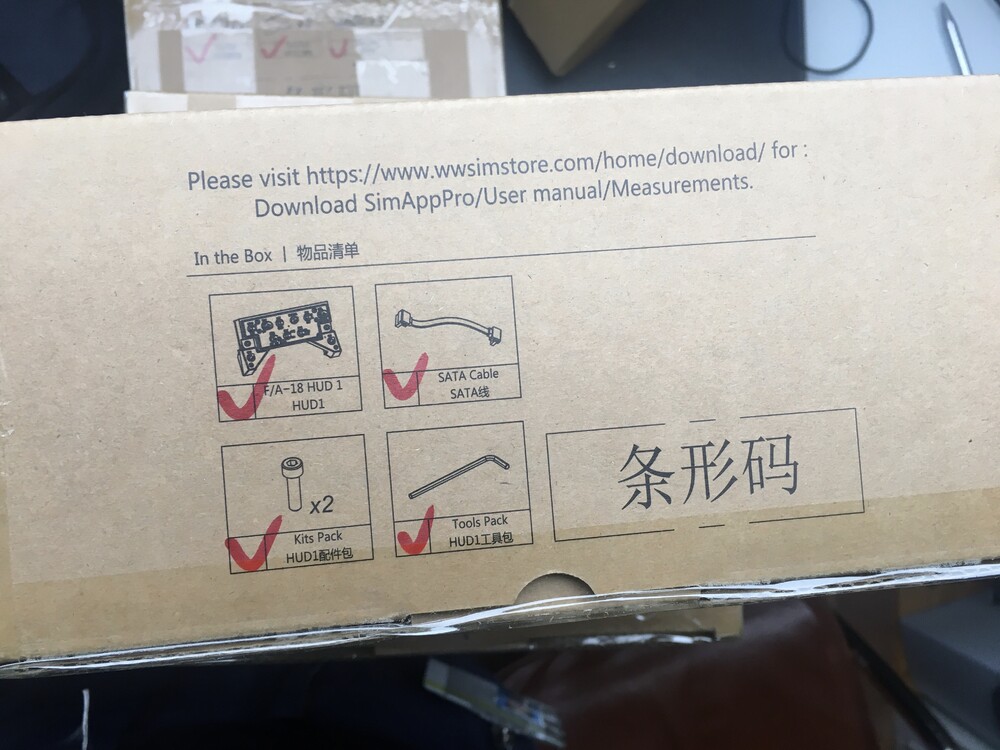 Please visit https://www.wwsimstore.com/home/download/ for :
Download SimAppPro/User manual/Measurements.
In the Box | 物品清单
F/A-18 HUD 1
HUD1
SATA Cable
SATA线
x2
Kits Pack
HUD1配件包
Tools Pack
HUD1工具包
条形码